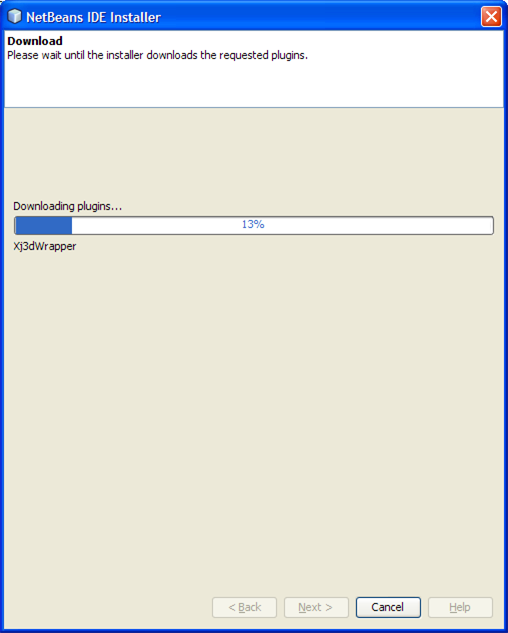 NetBeans IDE Installer
Download
Please wait until the installer downloads the requested plugins.
Downloading plugins...
13%
Xj3dWrapper
< Back Next > Cancel Help